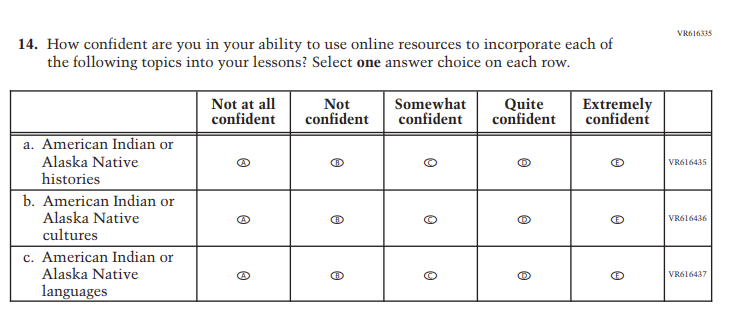 VR616335
14. How confident are you in your ability to use online resources to incorporate each of
the following topics into your lessons? Select one answer choice on each row.
Not at all confident
Not confident
Somewhat confident
Quite confident
Extremely confident
a. American Indian or
Alaska Native
histories
A B C D E VR616435
b. American Indian or
Alaska Native
cultures
A B C D E VR616436
c. American Indian or
Alaska Native
languages
A B C D E VR616437